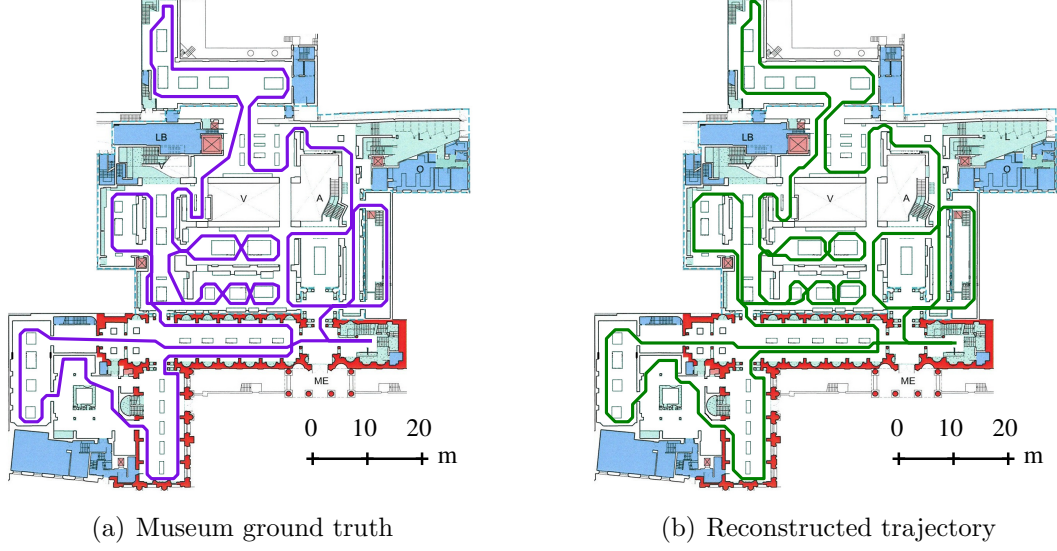 LB
L
O
V
A
ME
0 10 20
m
(a) Museum ground truth
LB
L
O
V
A
ME
0 10 20
m
(b) Reconstructed trajectory